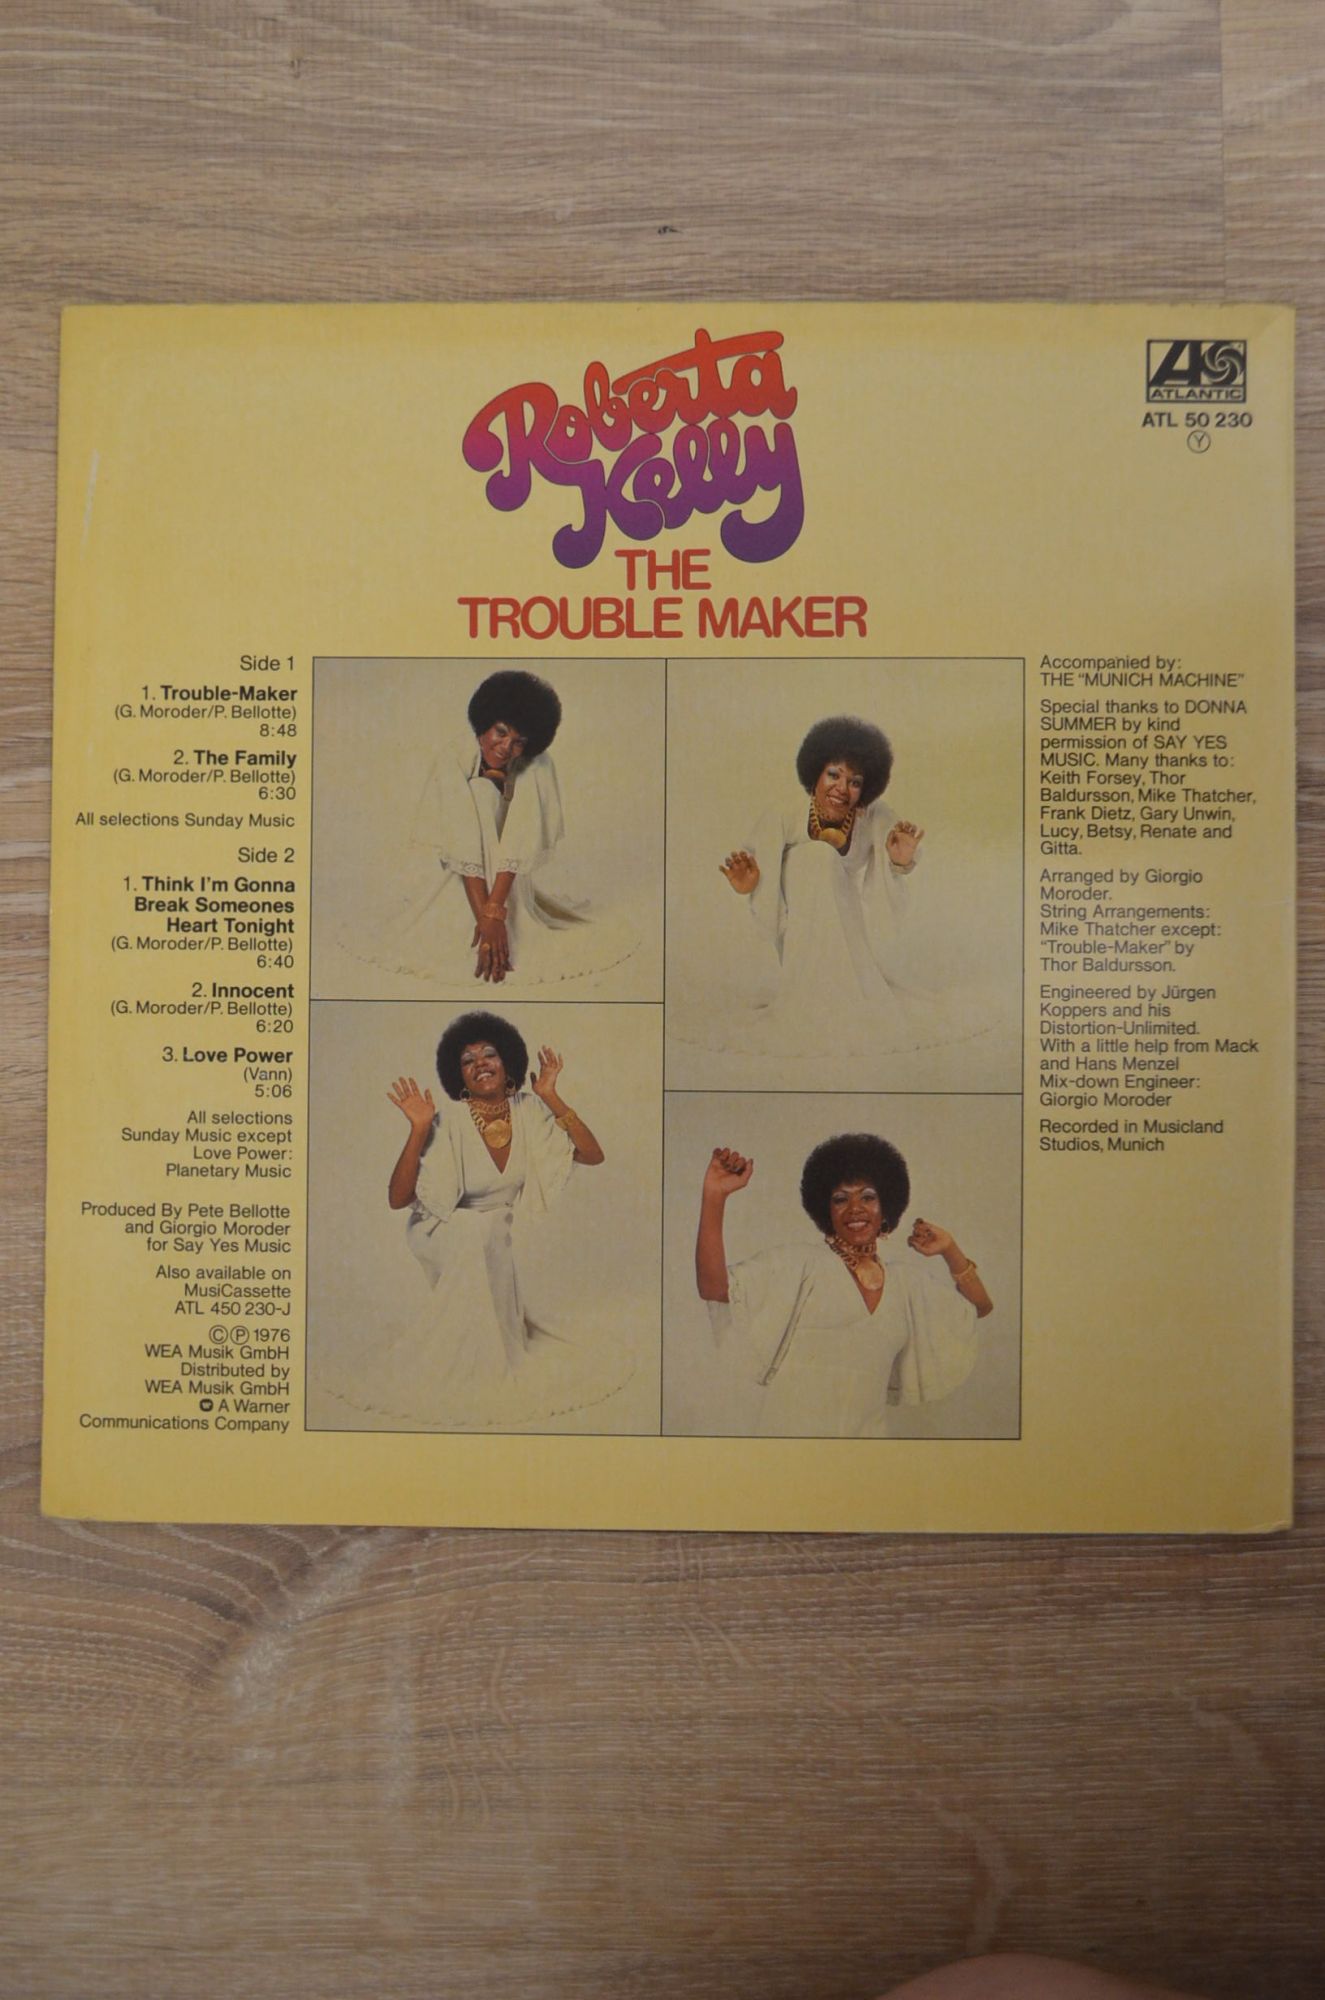 Roberta
Kelly
THE
TROUBLE MAKER
ATLANTIC
ATL 50 230
Y
Side 1
1. Trouble-Maker
(G. Moroder/P. Bellotte)
8:48
2. The Family
(G. Moroder/P. Bellotte)
6:30
All selections Sunday Music
Side 2
1. Think I'm Gonna
Break Someones
Heart Tonight
(G. Moroder/P. Bellotte)
6:40
2. Innocent
(G. Moroder/P. Bellotte)
6:20
3. Love Power
(Vann)
5:06
All selections
Sunday Music except
Love Power:
Planetary Music
Produced By Pete Bellotte
and Giorgio Moroder
for Say Yes Music
Also available on
MusiCassette
ATL 450 230-J
©℗ 1976
WEA Musik GmbH
Distributed by
WEA Musik GmbH
A Warner
Communications Company
Accompanied by:
THE "MUNICH MACHINE"
Special thanks to DONNA
SUMMER by kind
permission of SAY YES
MUSIC. Many thanks to:
Keith Forsey, Thor
Baldursson, Mike Thatcher,
Frank Dietz, Gary Unwin,
Lucy, Betsy, Renate and
Gitta.
Arranged by Giorgio
Moroder.
String Arrangements:
Mike Thatcher except:
"Trouble-Maker" by
Thor Baldursson.
Engineered by Jürgen
Koppers and his
Distortion-Unlimited.
With a little help from Mack
and Hans Menzel
Mix-down Engineer:
Giorgio Moroder
Recorded in Musicland
Studios, Munich